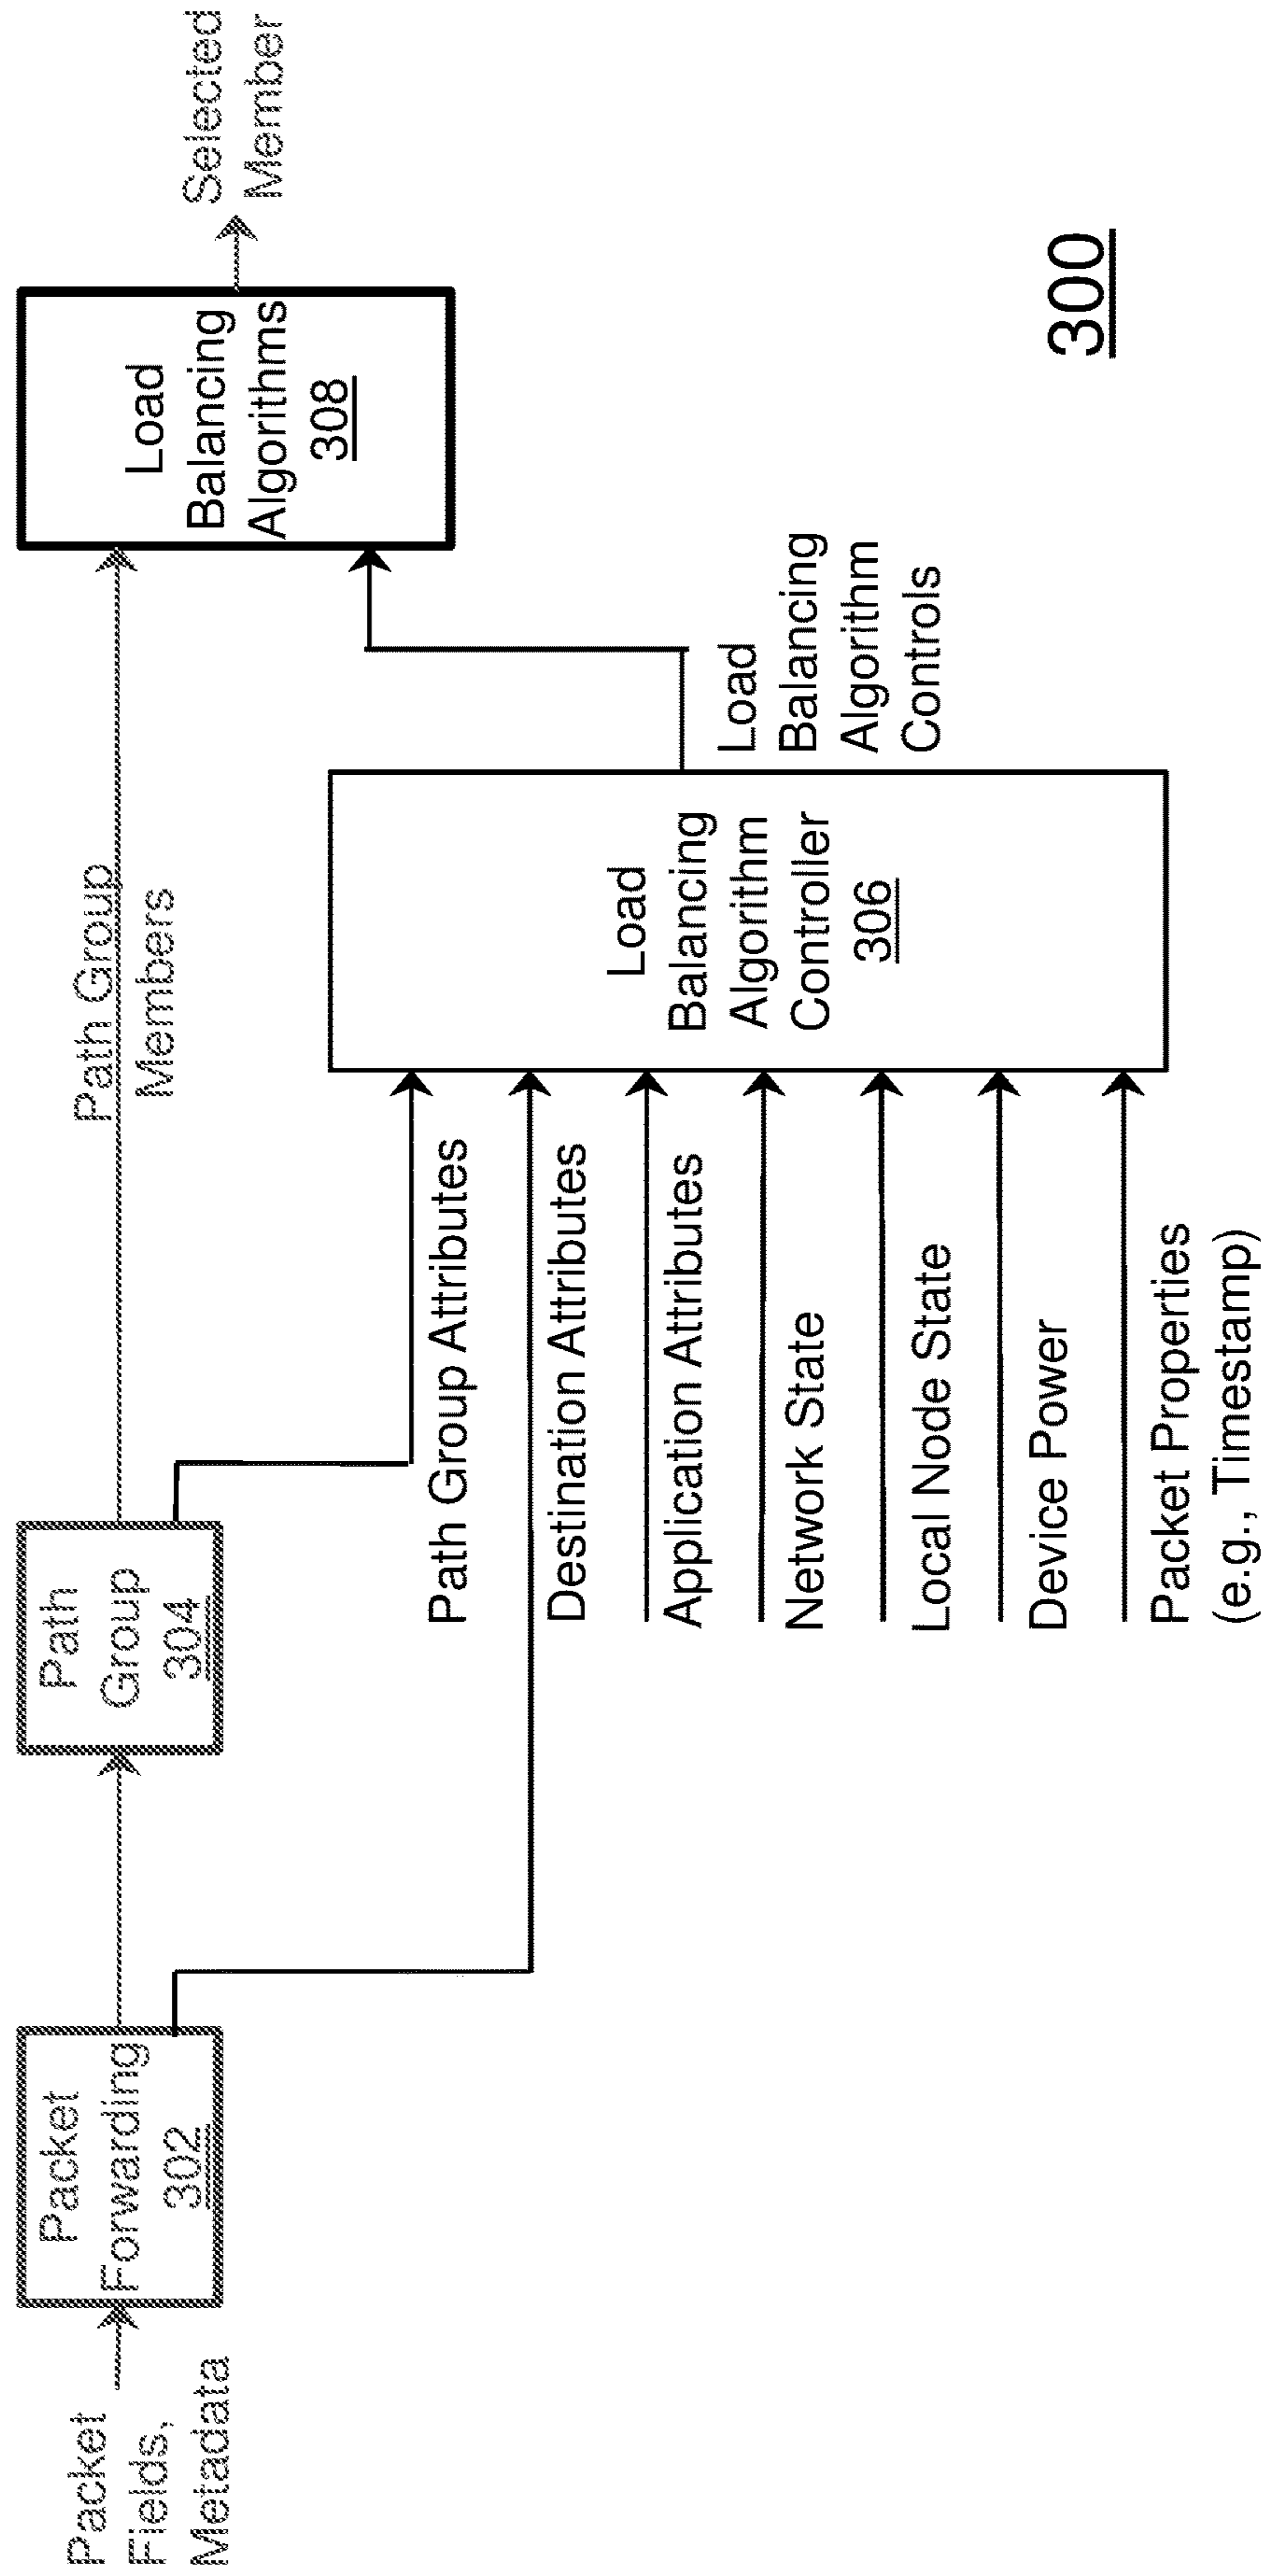 Packet
Fields,
Metadata
Packet
Forwarding
302
Path
Group
304
Path Group
Members
Load
Balancing
Algorithms
308
Selected
Member
Path Group Attributes
Destination Attributes
Application Attributes
Network State
Local Node State
Device Power
Packet Properties
(e.g., Timestamp)
Load
Balancing
Algorithm
Controller
306
Load
Balancing
Algorithm
Controls
300